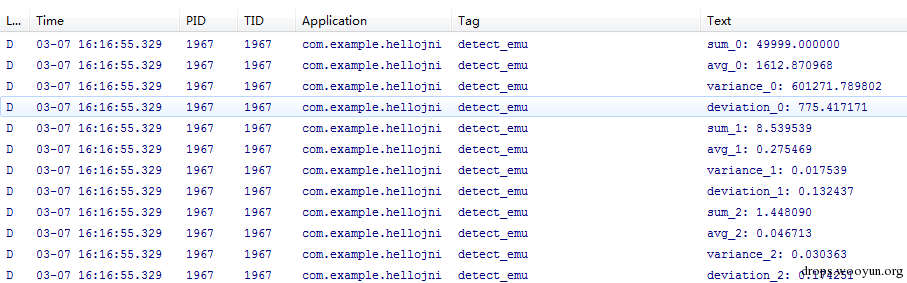 L... Time PID TID Application Tag Text
D 03-07 16:16:55.329 1967 1967 com.example.hellojni detect_emu sum_0: 49999.000000
D 03-07 16:16:55.329 1967 1967 com.example.hellojni detect_emu avg_0: 1612.870968
D 03-07 16:16:55.329 1967 1967 com.example.hellojni detect_emu variance_0: 601271.789802
D 03-07 16:16:55.329 1967 1967 com.example.hellojni detect_emu deviation_0: 775.417171
D 03-07 16:16:55.329 1967 1967 com.example.hellojni detect_emu sum_1: 8.539539
D 03-07 16:16:55.329 1967 1967 com.example.hellojni detect_emu avg_1: 0.275469
D 03-07 16:16:55.329 1967 1967 com.example.hellojni detect_emu variance_1: 0.017539
D 03-07 16:16:55.329 1967 1967 com.example.hellojni detect_emu deviation_1: 0.132437
D 03-07 16:16:55.329 1967 1967 com.example.hellojni detect_emu sum_2: 1.448090
D 03-07 16:16:55.329 1967 1967 com.example.hellojni detect_emu avg_2: 0.046713
D 03-07 16:16:55.329 1967 1967 com.example.hellojni detect_emu variance_2: 0.030363
D 03-07 16:16:55.329 1967 1967 com.example.hellojni detect_emu deviation_2: 0.174251
drops.wooyun.org